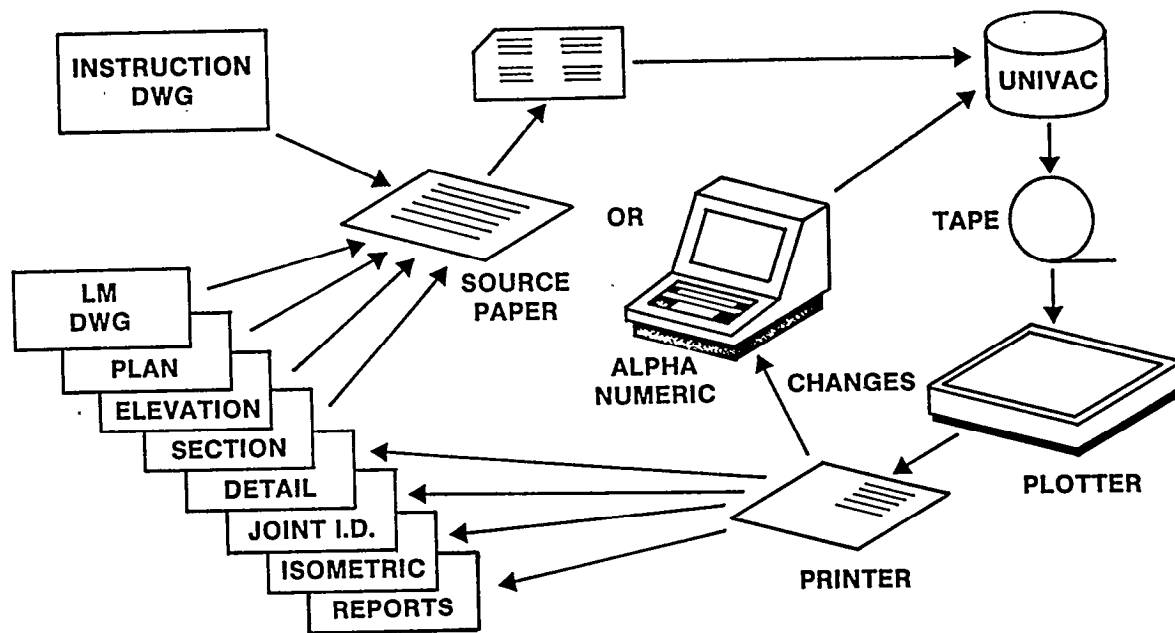 INSTRUCTION
DWG
UNIVAC
OR
TAPE
SOURCE
PAPER
LM
DWG
PLAN
ELEVATION
SECTION
DETAIL
JOINT I.D.
ISOMETRIC
REPORTS
ALPHA
NUMERIC
CHANGES
PLOTTER
PRINTER